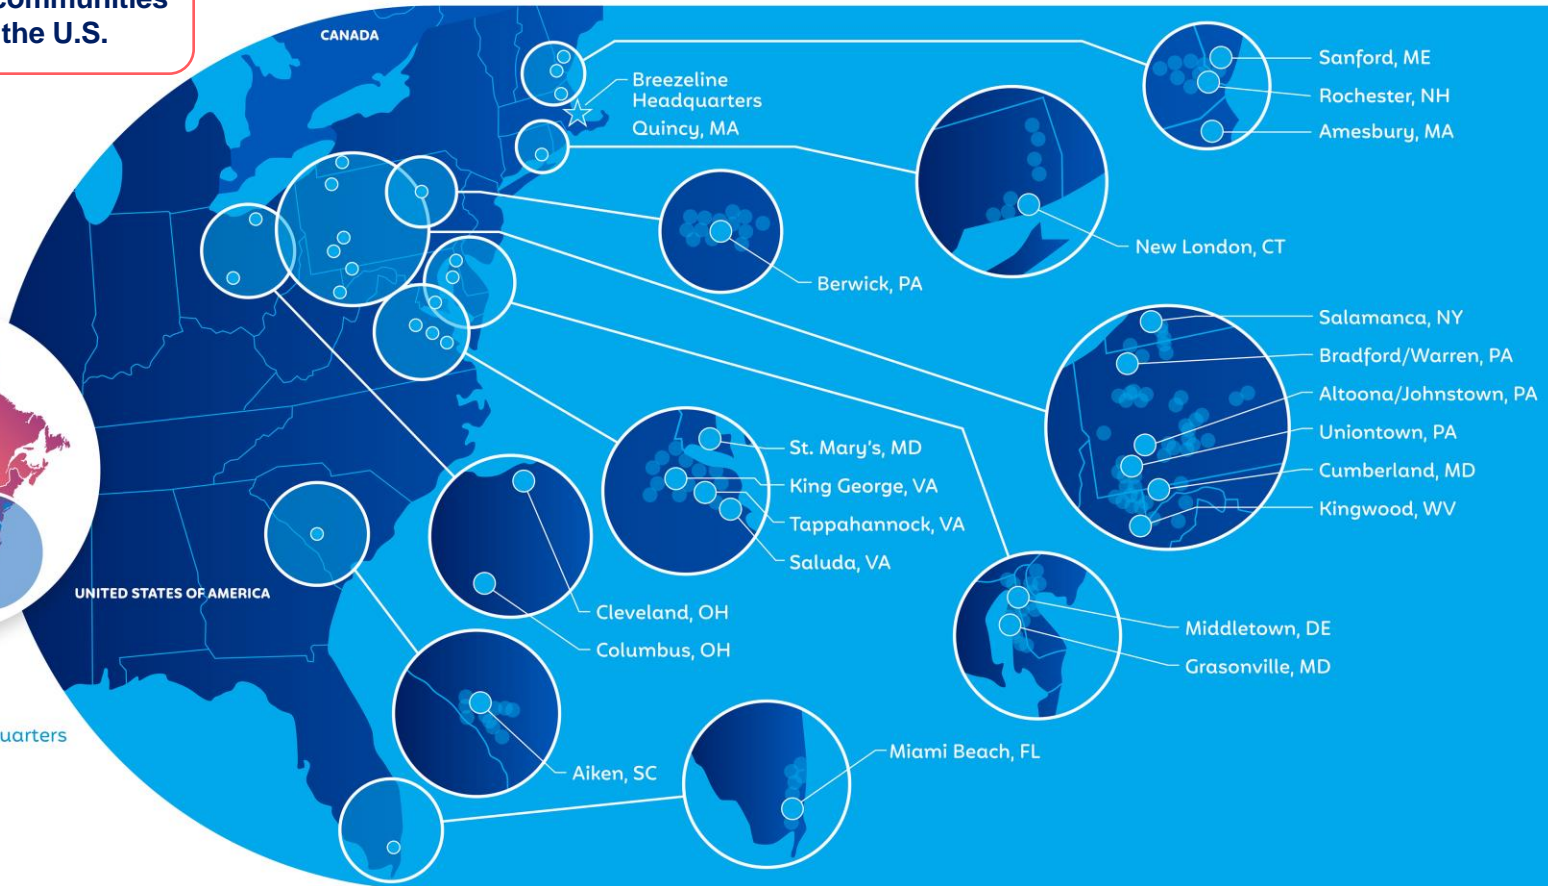 communities
the U.S.
CANADA
Breezeline
Headquarters
Quincy, MA
Sanford, ME
Rochester, NH
Amesbury, MA
New London, CT
Berwick, PA
Salamanca, NY
Bradford/Warren, PA
Altoona/Johnstown, PA
Uniontown, PA
Cumberland, MD
Kingwood, WV
St. Mary's, MD
King George, VA
Tappahannock, VA
Saluda, VA
UNITED STATES OF AMERICA
Cleveland, OH
Columbus, OH
Middletown, DE
Grasonville, MD
uarters
Aiken, SC
Miami Beach, FL